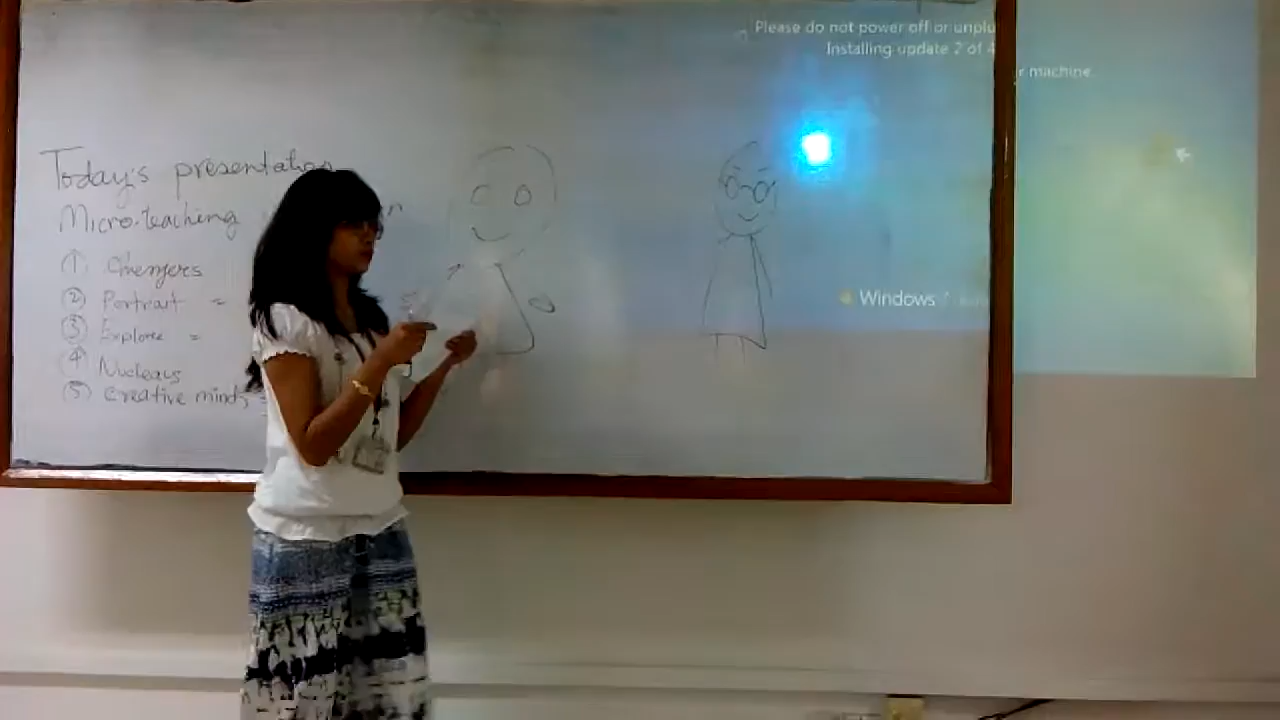 Today's presentation
Micro-teaching
① Changers
② Portrait =
③ Explore =
④ Nucleus
⑤ Creative minds =
Please do not power off or unplu
Installing update 2 of 4
r machine
Windows 7